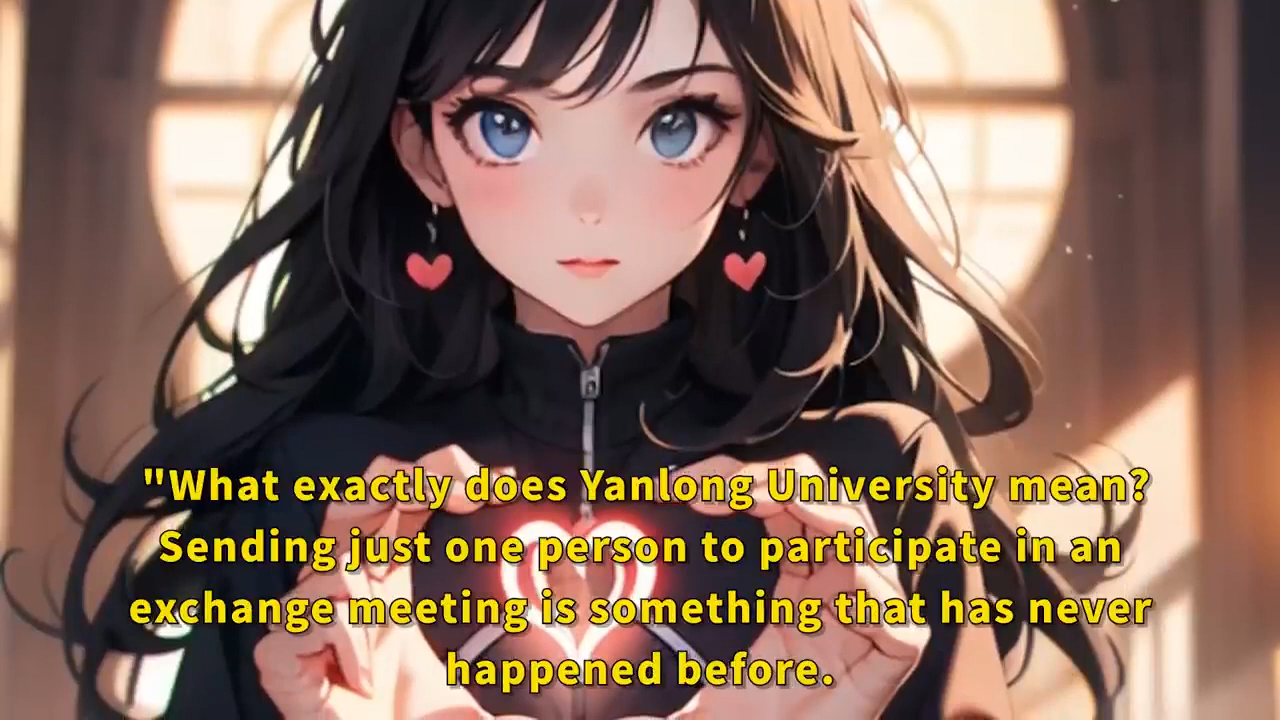 "What exactly does Yanlong University mean?
Sending just one person to participate in an
exchange meeting is something that has never
happened before.